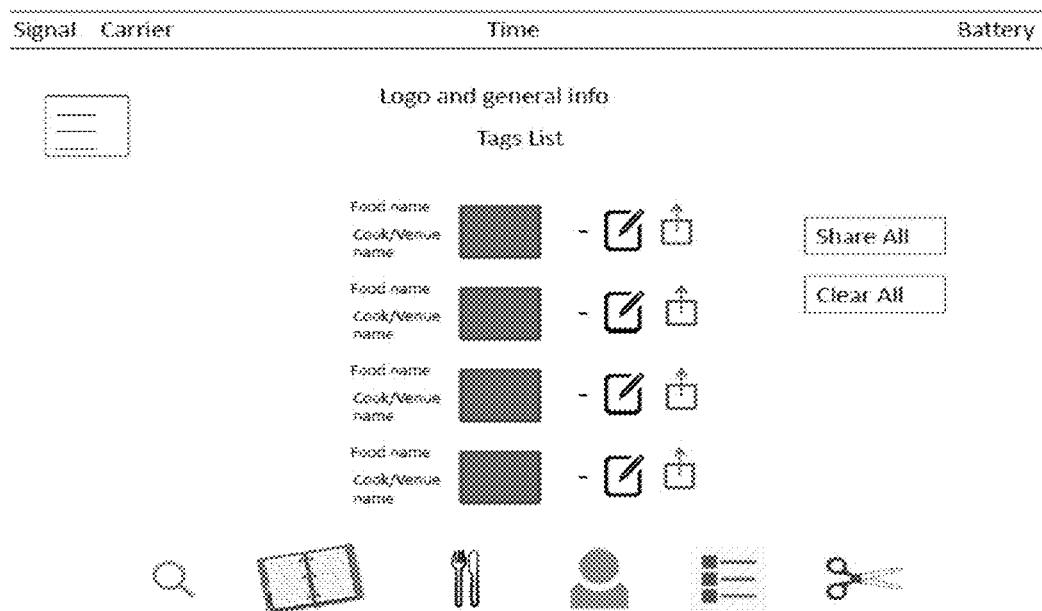 Signal Carrier Time Battery
Logo and general info
Tags List
Food name
Cook/Venue
name
-
Share All
Clear All
Food name
Cook/Venue
name
-
Food name
Cook/Venue
name
-
Food name
Cook/Venue
name
-